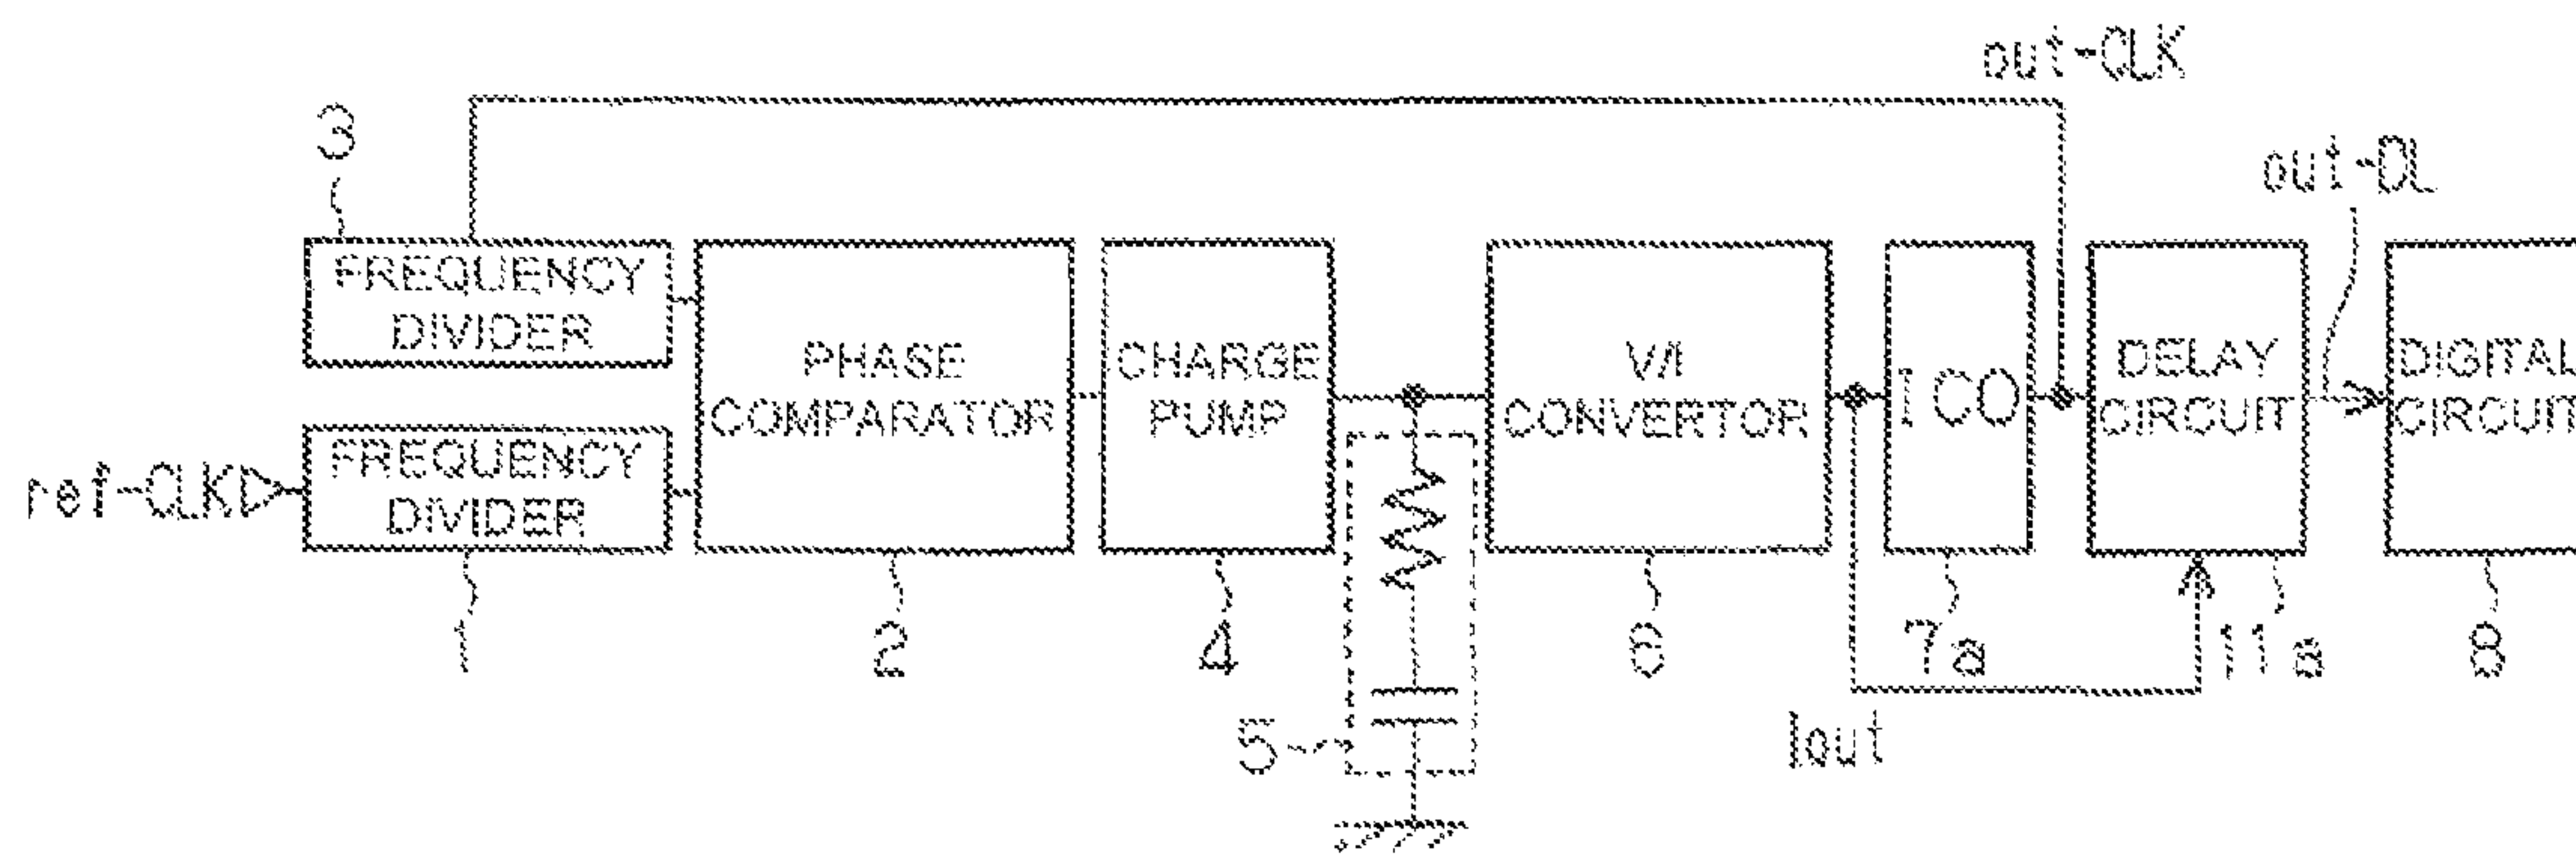 out-CLK
3
out-DL
FREQUENCY
DIVIDER
PHASE
COMPARATOR
CHARGE
PUMP
V/I
CONVERTOR
ICO
DELAY
CIRCUIT
DIGITAL
CIRCUIT
ref-CLK
FREQUENCY
DIVIDER
1
2
4
5
6
7a
11a
8
Iout